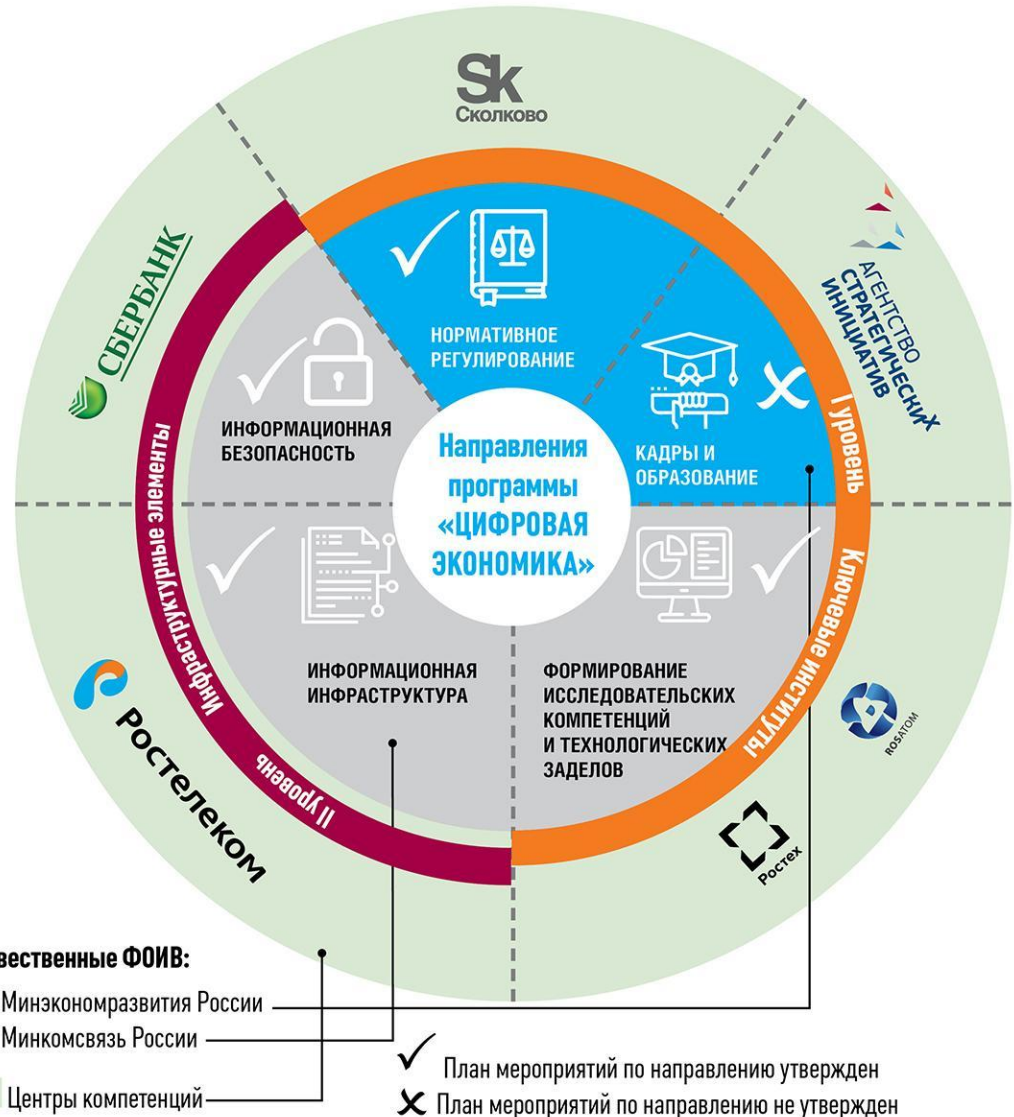 Sk
Сколково
СБЕРБАНК
АГЕНТСТВО
СТРАТЕГИЧЕСКИХ
ИНИЦИАТИВ
НОРМАТИВНОЕ
РЕГУЛИРОВАНИЕ
ИНФОРМАЦИОННАЯ
БЕЗОПАСНОСТЬ
КАДРЫ И
ОБРАЗОВАНИЕ
Направления
программы
«ЦИФРОВАЯ
ЭКОНОМИКА»
I уровень
Ключевые институты
Инфраструктурные элементы
II уровень
ИНФОРМАЦИОННАЯ
ИНФРАСТРУКТУРА
ФОРМИРОВАНИЕ
ИССЛЕДОВАТЕЛЬСКИХ
КОМПЕТЕНЦИЙ
И ТЕХНОЛОГИЧЕСКИХ
ЗАДЕЛОВ
Ростелеком
ROSATOM
Ростех
вественные ФОИВ:
Минэкономразвития России
Минкомсвязь России
Центры компетенций
План мероприятий по направлению утвержден
План мероприятий по направлению не утвержден